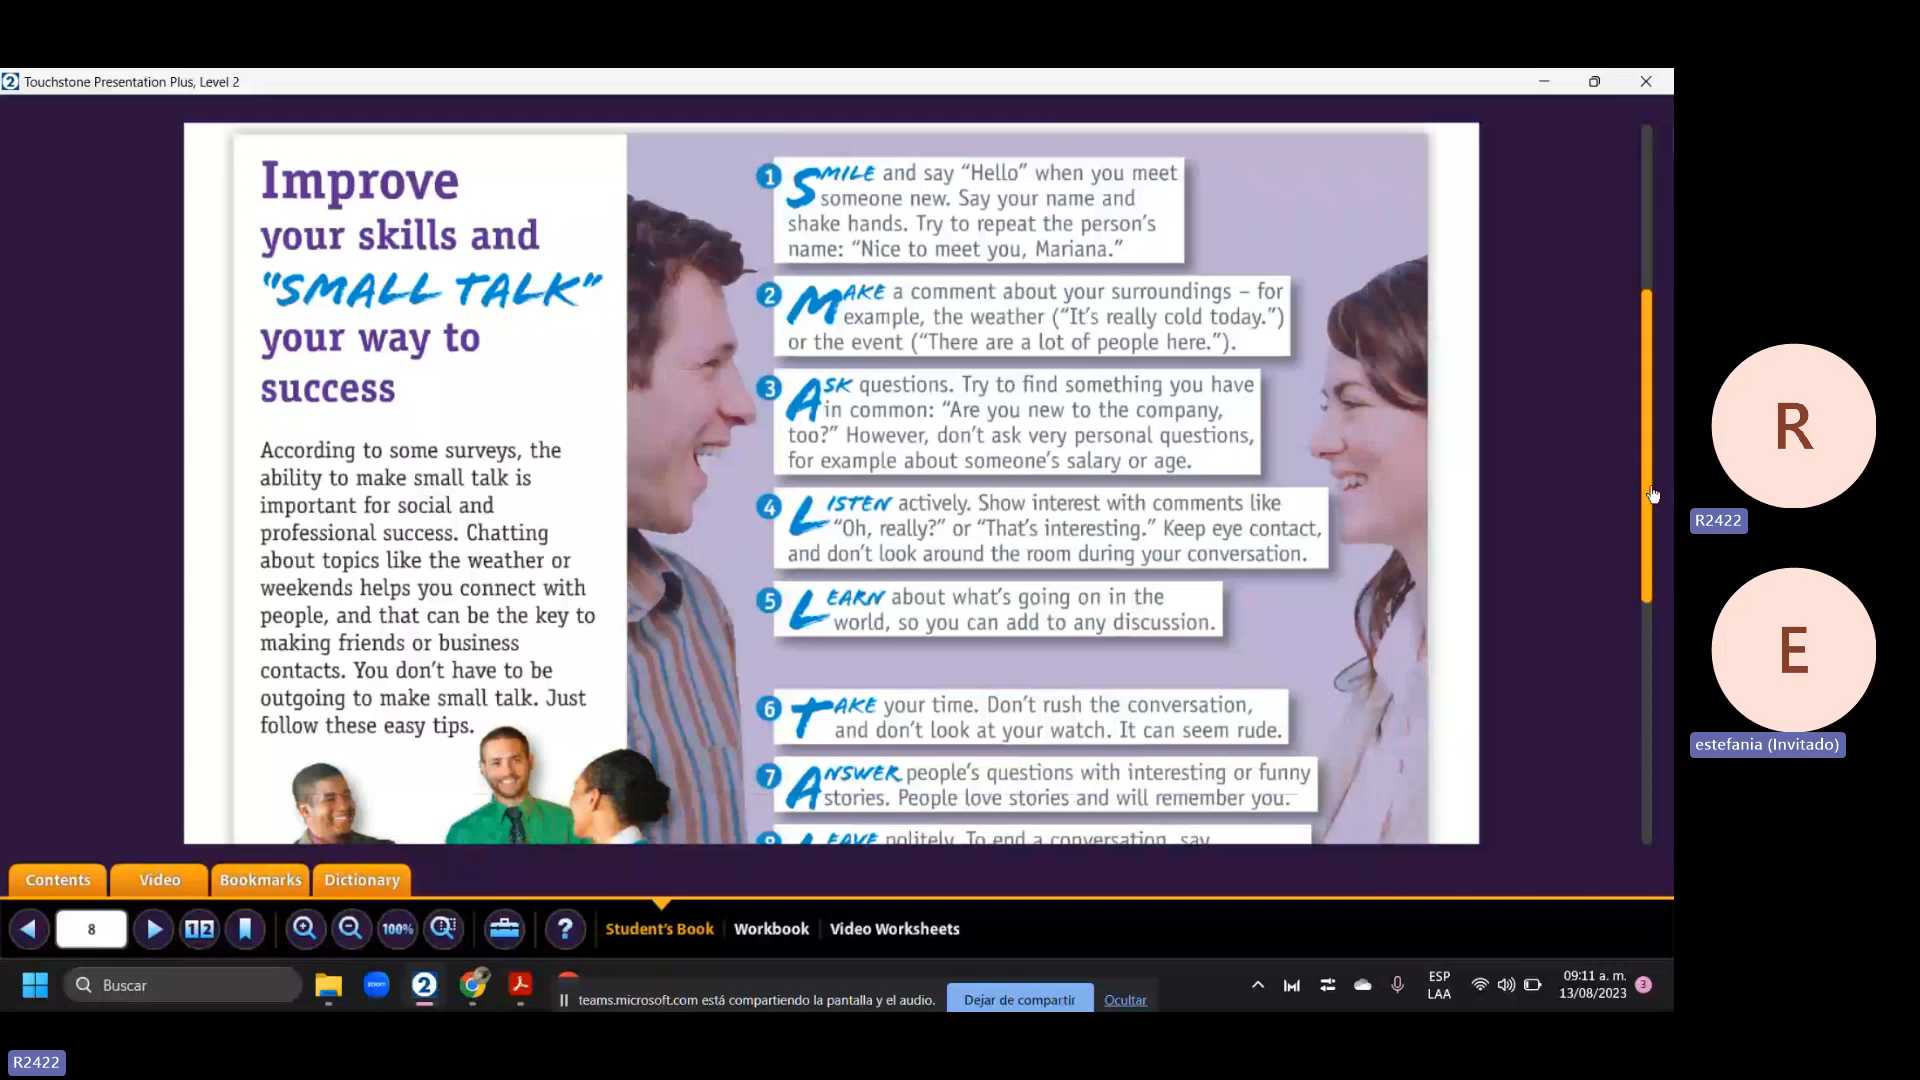 Touchstone Presentation Plus, Level 2
Improve
your skills and
"SMALL TALK"
your way to
success
According to some surveys, the
ability to make small talk is
important for social and
professional success. Chatting
about topics like the weather or
weekends helps you connect with
people, and that can be the key to
making friends or business
contacts. You don't have to be
outgoing to make small talk. Just
follow these easy tips.
1 SMILE and say “Hello” when you meet
someone new. Say your name and
shake hands. Try to repeat the person's
name: “Nice to meet you, Mariana.”
2 MAKE a comment about your surroundings – for
example, the weather (“It's really cold today.”)
or the event (“There are a lot of people here.”).
3 ASK questions. Try to find something you have
in common: “Are you new to the company,
too?” However, don't ask very personal questions,
for example about someone's salary or age.
4 LISTEN actively. Show interest with comments like
“Oh, really?” or “That's interesting.” Keep eye contact,
and don't look around the room during your conversation.
5 LEARN about what's going on in the
world, so you can add to any discussion.
6 TAKE your time. Don't rush the conversation,
and don't look at your watch. It can seem rude.
7 ANSWER people's questions with interesting or funny
stories. People love stories and will remember you.
8 LEAVE politely. To end a conversation, say
R
R2422
E
estefania (Invitado)
Contents Video Bookmarks Dictionary
8 12 100% ? Student's Book Workbook Video Worksheets
Buscar
zoom
2
teams.microsoft.com está compartiendo la pantalla y el audio. Dejar de compartir Ocultar
ESP
LAA
09:11 a. m.
13/08/2023
3
R2422